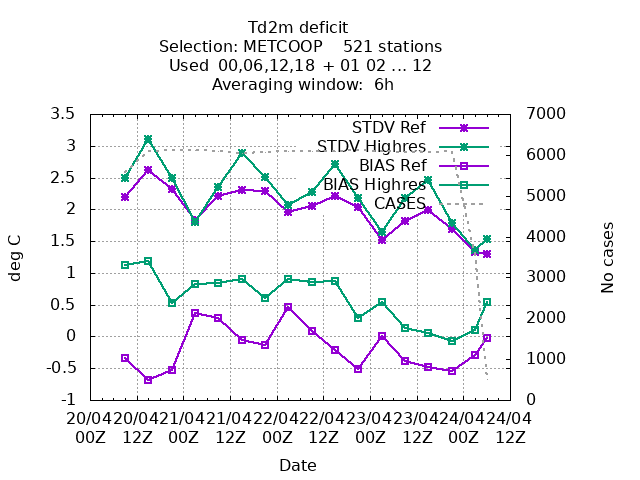 Td2m deficit
Selection: METCOOP    521 stations
Used  00,06,12,18  + 01 02 ... 12
Averaging window:  6h
STDV Ref
STDV Highres
BIAS Ref
BIAS Highres
CASES
3.5
3
2.5
2
1.5
1
0.5
0
-0.5
-1
deg C
7000
6000
5000
4000
3000
2000
1000
0
No cases
20/04 20/04 21/04 21/04 22/04 22/04 23/04 23/04 24/04 24/04
00Z 12Z 00Z 12Z 00Z 12Z 00Z 12Z 00Z 12Z
Date